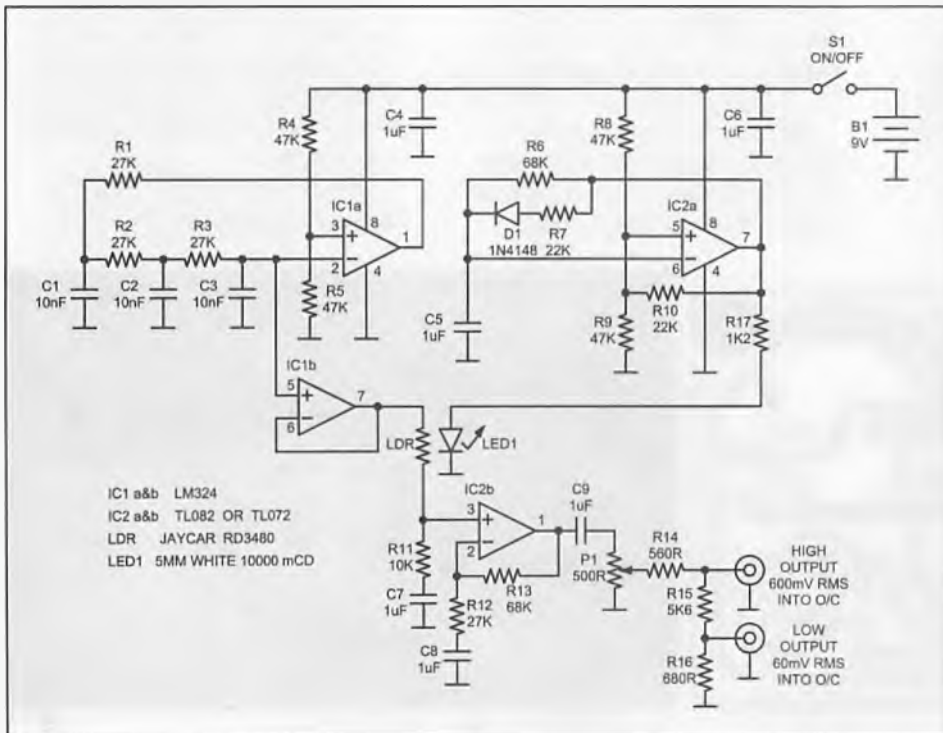 S1
ON/OFF
R4
47K
C4
1uF
R8
47K
C6
1uF
B1
9V
R1
27K
R6
68K
IC1a
3
+
8
1
2
−
4
D1
1N4148
R7
22K
IC2a
5
+
8
7
6
−
4
R2
27K
R3
27K
C1
10nF
C2
10nF
C3
10nF
R5
47K
C5
1uF
R9
47K
R10
22K
R17
1K2
IC1b
5
+
7
6
−
LDR
LED1
IC1 a&b LM324
IC2 a&b TL082 OR TL072
LDR JAYCAR RD3480
LED1 5MM WHITE 10000 mCD
IC2b
3
+
1
2
−
C9
1uF
R11
10K
C7
1uF
R13
68K
R12
27K
C8
1uF
P1
500R
R14
560R
R15
5K6
R16
680R
HIGH
OUTPUT
600mV RMS
INTO O/C
LOW
OUTPUT
60mV RMS
INTO O/C